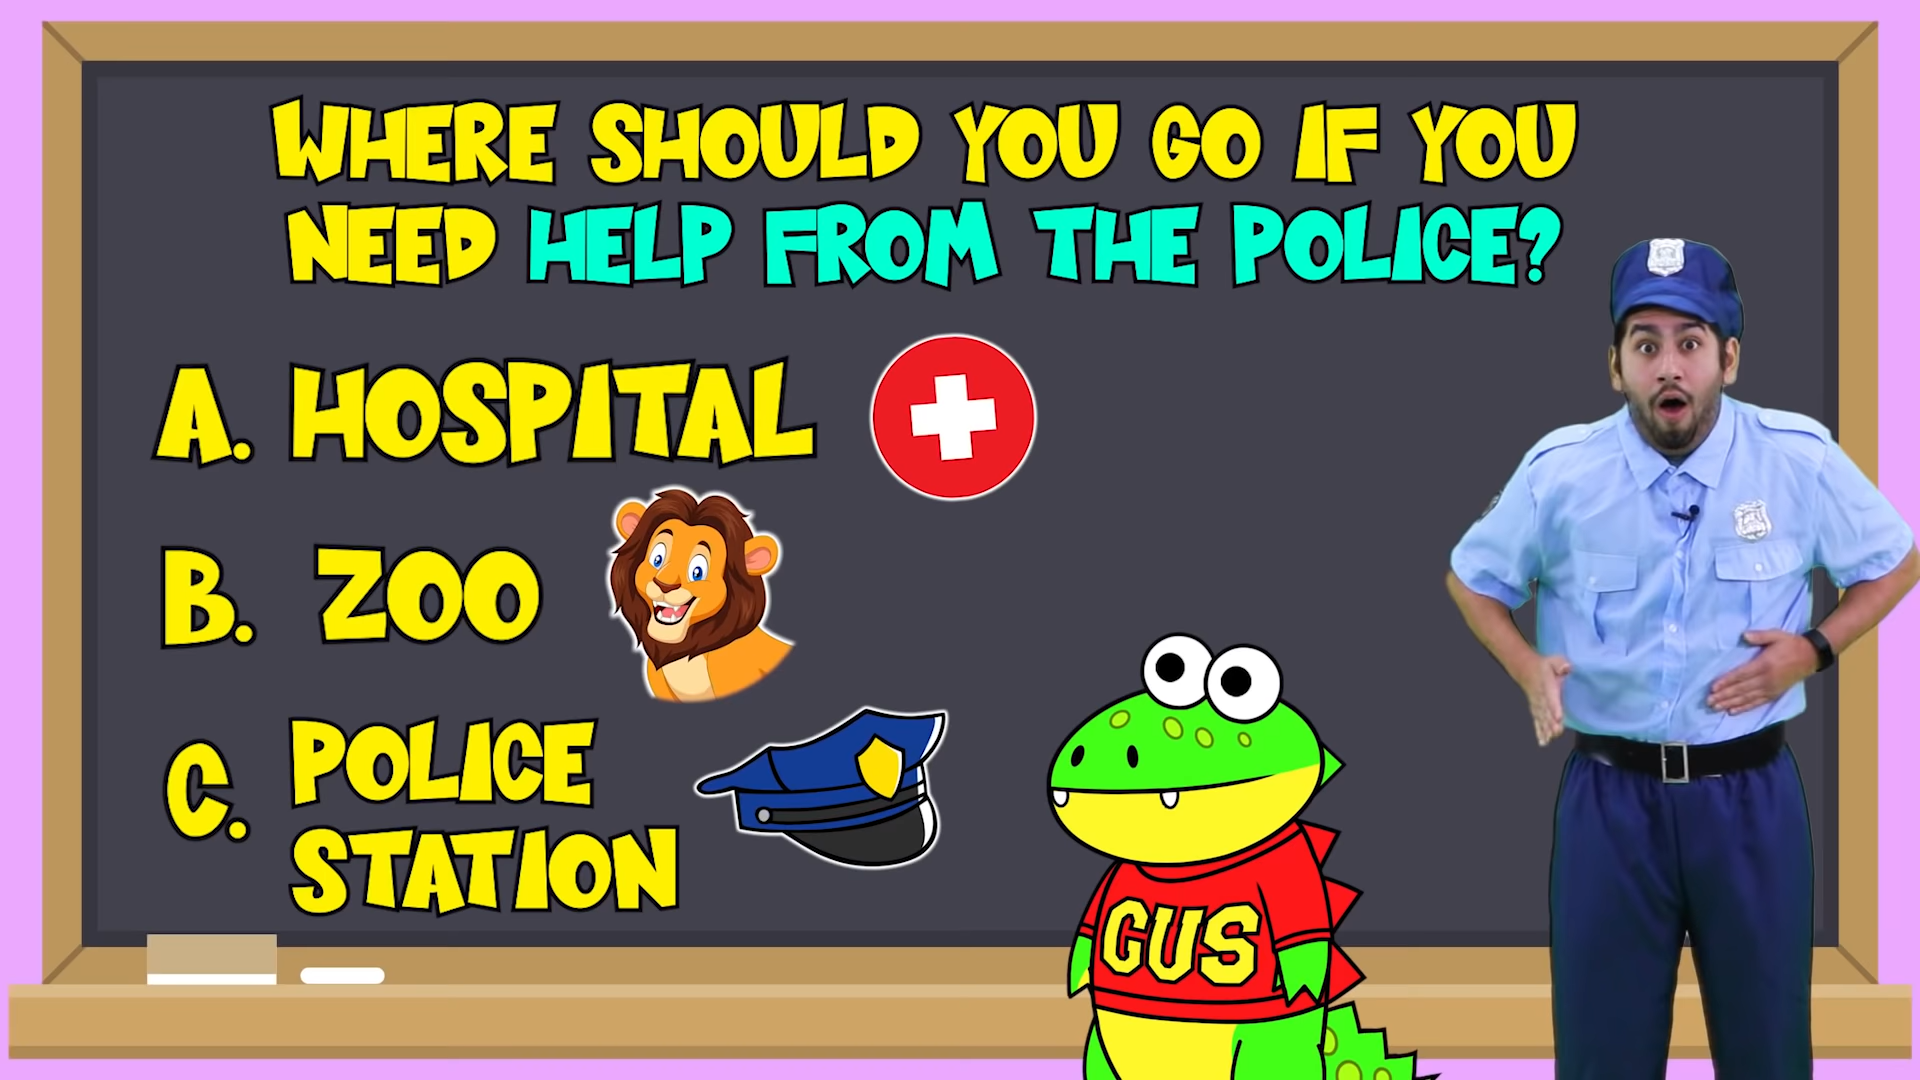 WHERE SHOULD YOU GO IF YOU
NEED HELP FROM THE POLICE?
A. HOSPITAL
B. ZOO
C. POLICE
STATION
GUS